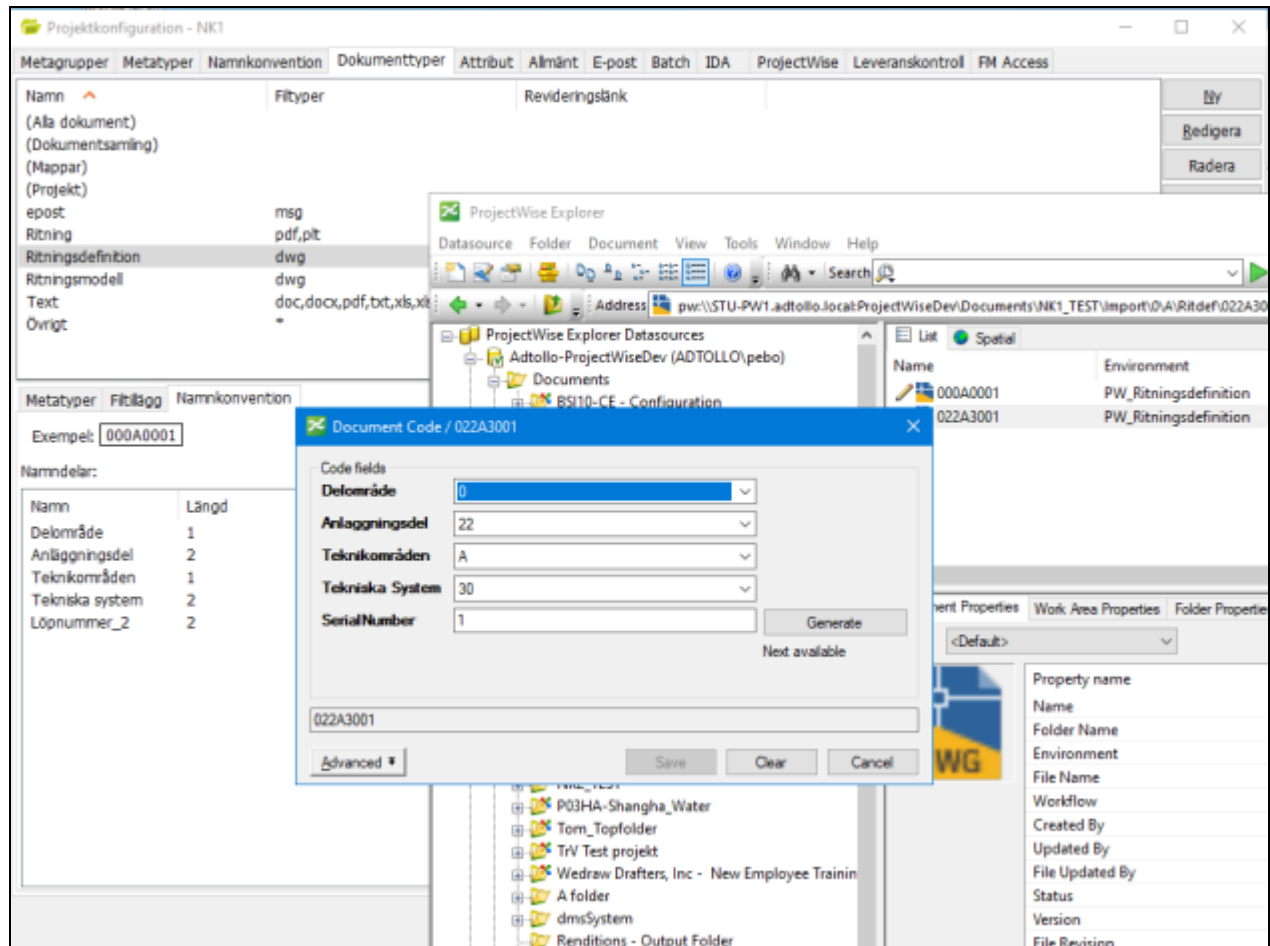 Projektkonfiguration - NK1
Metagrupper Metatyper Namnkonvention Dokumenttyper Attribut Allmänt E-post Batch IDA ProjectWise Leveranskontroll FM Access
Namn Filtyper Revideringslänk
Ny
(Alla dokument)
(Dokumentsamling)
Redigera
(Mappar)
Radera
(Projekt)
epost msg
Ritning pdf,plt
Ritningsdefinition dwg
Ritningsmodell dwg
Text doc,docx,pdf,txt,xls,xls
Övrigt *
Metatyper Filtillägg Namnkonvention
Exempel: 000A0001
Namndelar:
Namn Längd
Delområde 1
Anläggningsdel 2
Teknikområden 1
Tekniska system 2
Löpnummer_2 2
ProjectWise Explorer
Datasource Folder Document View Tools Window Help
Search
Address pw:\\STU-PW1.adtollo.local:ProjectWiseDev\Documents\NK1_TEST\Import\0\A\Ritdef\022A30
ProjectWise Explorer Datasources
Adtollo-ProjectWiseDev (ADTOLLO\pebo)
Documents
BSI10-CE - Configuration
List Spatial
Name Environment
000A0001 PW_Ritningsdefinition
022A3001 PW_Ritningsdefinition
Document Code / 022A3001
Code fields
Delområde 0
Anlaggningsdel 22
Teknikområden A
Tekniska System 30
SerialNumber 1 Generate
Next available
022A3001
Advanced Save Clear Cancel
NK2_TEST
P03HA-Shangha_Water
Tom_Topfolder
TrV Test projekt
Wedraw Drafters, Inc - New Employee Trainin
A folder
dmsSystem
Renditions - Output Folder
ment Properties Work Area Properties Folder Propertie
<Default>
WG
Property name
Name
Folder Name
Environment
File Name
Workflow
Created By
Updated By
File Updated By
Status
Version
File Revision